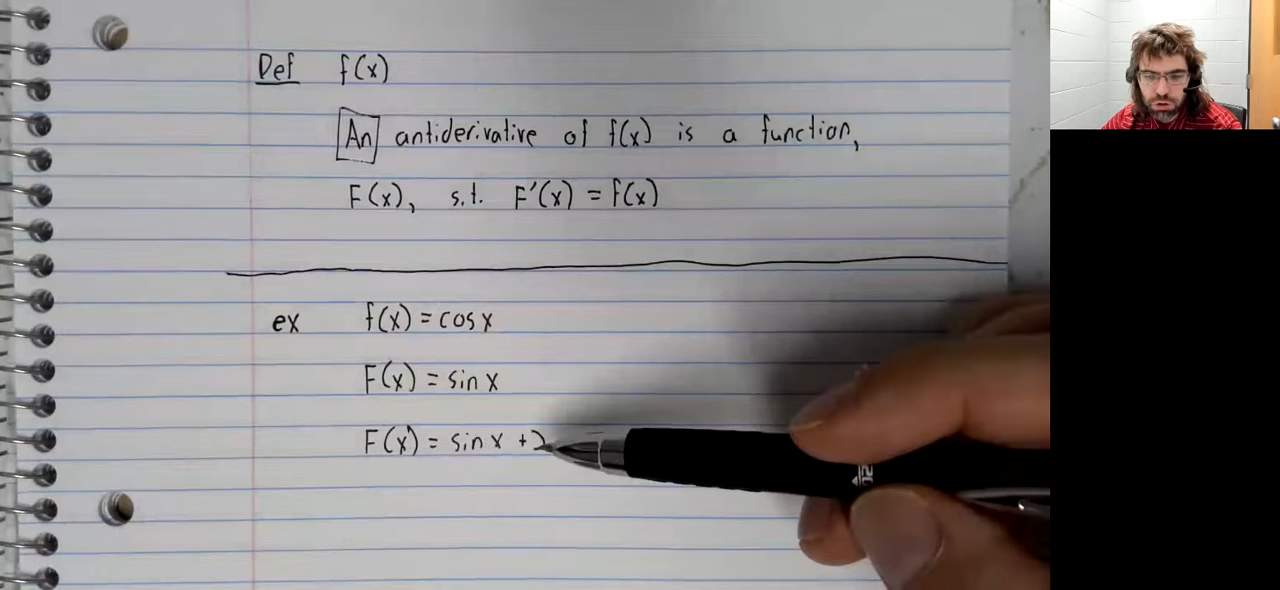 Def f(x)
An antiderivative of f(x) is a function,
F(x), s.t. F'(x) = f(x)
ex f(x) = cos x
F(x) = sin x
F(x) = sin x + 2